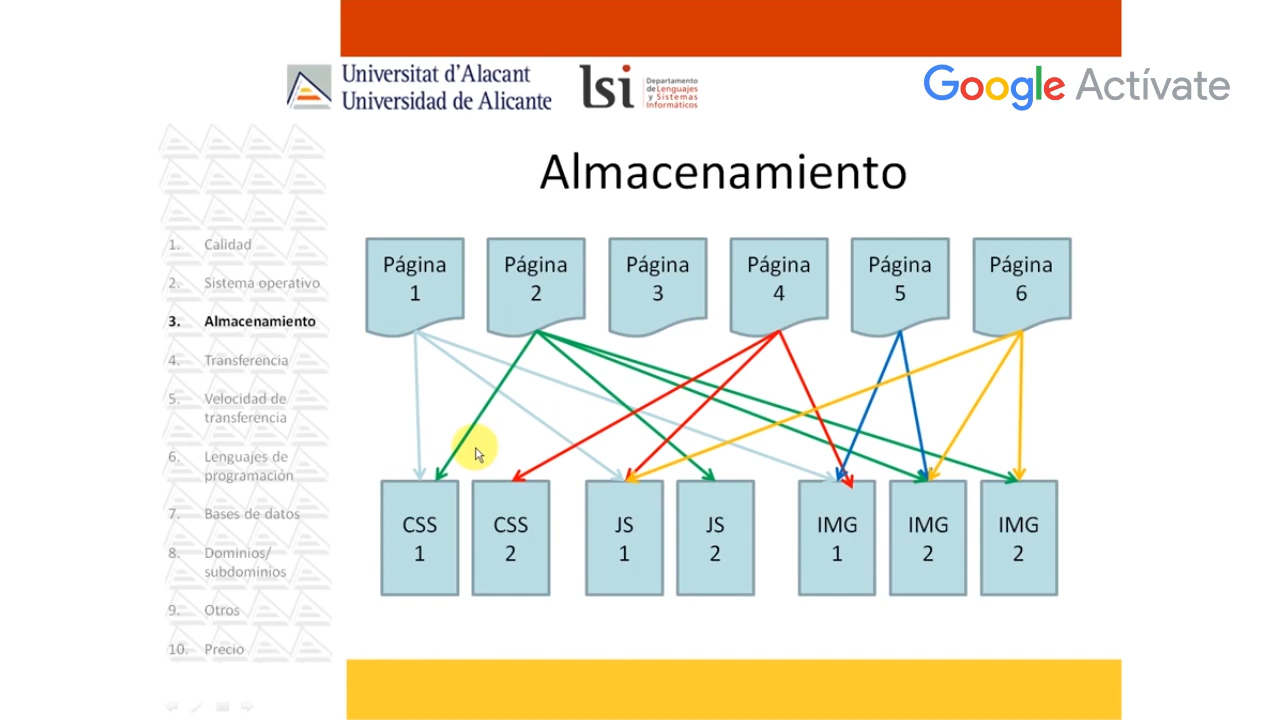 Universitat d'Alacant
Universidad de Alicante
lsi
Departamento
de Lenguajes
y Sistemas
Informáticos
Google Actívate
Almacenamiento
1. Calidad
2. Sistema operativo
3. Almacenamiento
4. Transferencia
5. Velocidad de
transferencia
6. Lenguajes de
programación
7. Bases de datos
8. Dominios/
subdominios
9. Otros
10. Precio
Página
1
Página
2
Página
3
Página
4
Página
5
Página
6
CSS
1
CSS
2
JS
1
JS
2
IMG
1
IMG
2
IMG
2